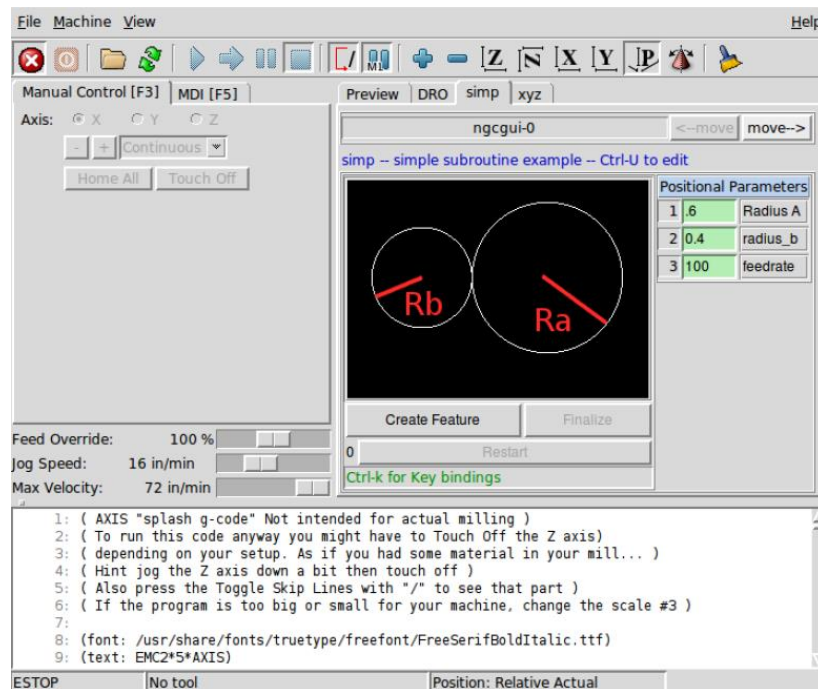 File Machine View Help
M1 Z N X Y P
Manual Control [F3] MDI [F5]
Preview DRO simp xyz
Axis: X Y Z
- + Continuous
Home All Touch Off
ngcgui-0 <--move move-->
simp -- simple subroutine example -- Ctrl-U to edit
Rb Ra
Positional Parameters
1 .6 Radius A
2 0.4 radius_b
3 100 feedrate
Create Feature Finalize
0 Restart
Ctrl-k for Key bindings
Feed Override: 100 %
Jog Speed: 16 in/min
Max Velocity: 72 in/min
1: ( AXIS "splash g-code" Not intended for actual milling )
2: ( To run this code anyway you might have to Touch Off the Z axis)
3: ( depending on your setup. As if you had some material in your mill... )
4: ( Hint jog the Z axis down a bit then touch off )
5: ( Also press the Toggle Skip Lines with "/" to see that part )
6: ( If the program is too big or small for your machine, change the scale #3 )
7:
8: (font: /usr/share/fonts/truetype/freefont/FreeSerifBoldItalic.ttf)
9: (text: EMC2*5*AXIS)
ESTOP No tool Position: Relative Actual